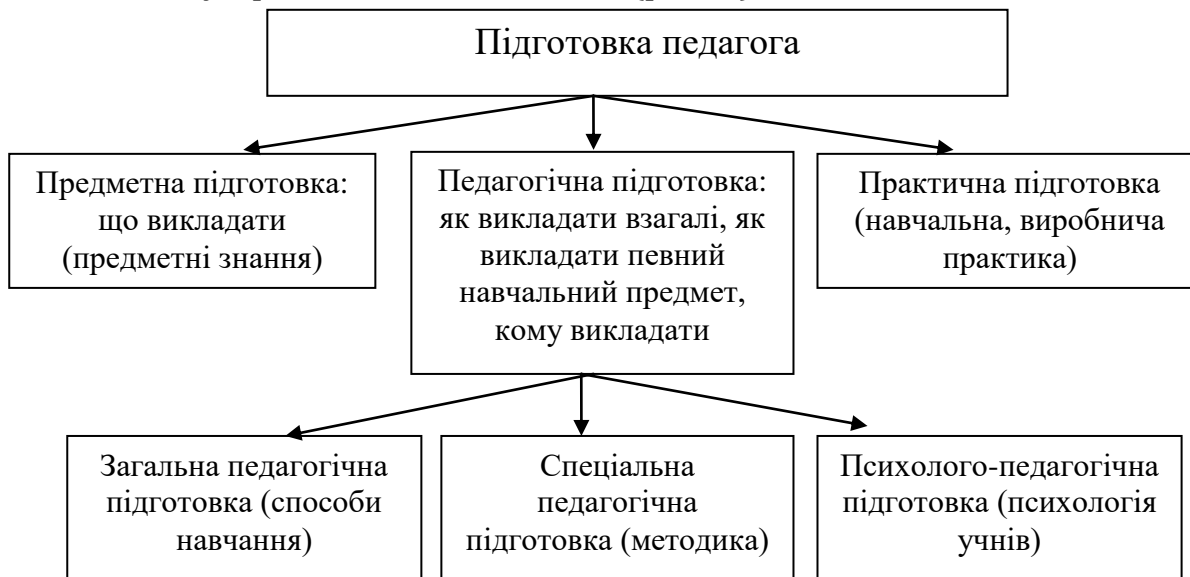 Підготовка педагога
Предметна підготовка:
що викладати
(предметні знання)
Педагогічна підготовка:
як викладати взагалі, як
викладати певний
навчальний предмет,
кому викладати
Практична підготовка
(навчальна, виробнича
практика)
Загальна педагогічна
підготовка (способи
навчання)
Спеціальна
педагогічна
підготовка (методика)
Психолого-педагогічна
підготовка (психологія
учнів)